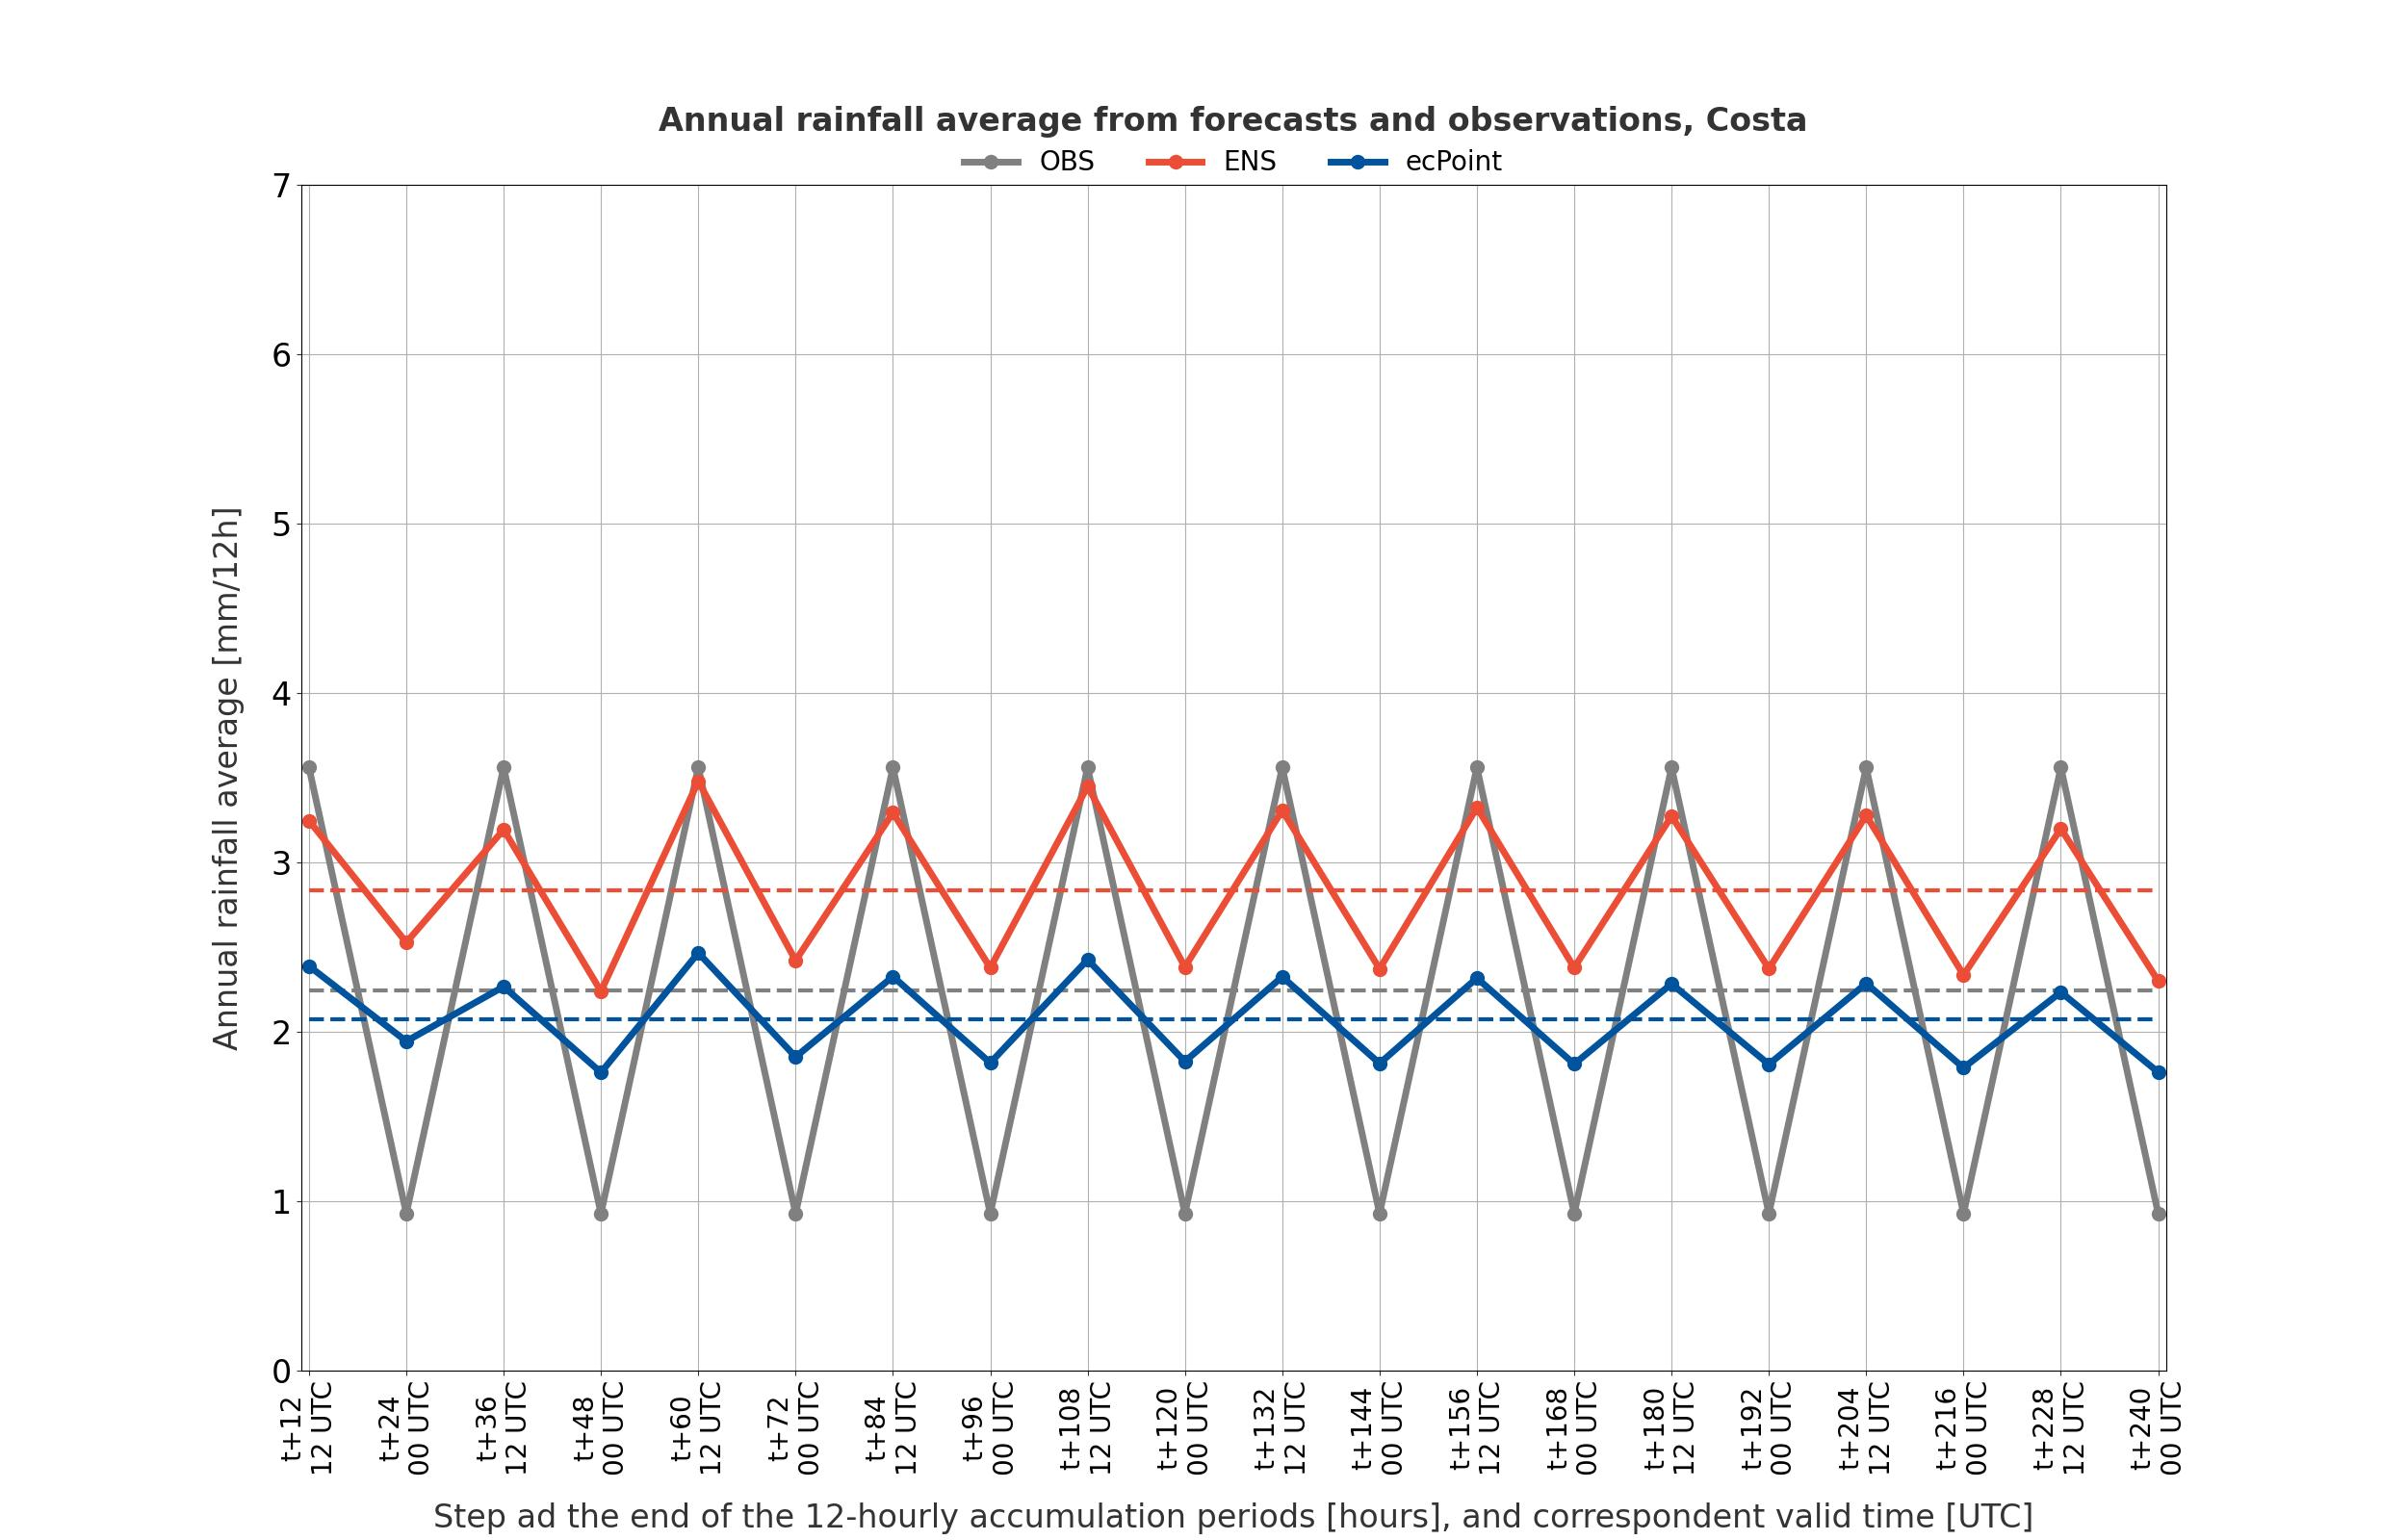 Annual rainfall average from forecasts and observations, Costa
OBS
ENS
ecPoint
Annual rainfall average [mm/12h]
7
6
5
4
3
2
1
0
t+12
12 UTC
t+24
00 UTC
t+36
12 UTC
t+48
00 UTC
t+60
12 UTC
t+72
00 UTC
t+84
12 UTC
t+96
00 UTC
t+108
12 UTC
t+120
00 UTC
t+132
12 UTC
t+144
00 UTC
t+156
12 UTC
t+168
00 UTC
t+180
12 UTC
t+192
00 UTC
t+204
12 UTC
t+216
00 UTC
t+228
12 UTC
t+240
00 UTC
Step ad the end of the 12-hourly accumulation periods [hours], and correspondent valid time [UTC]